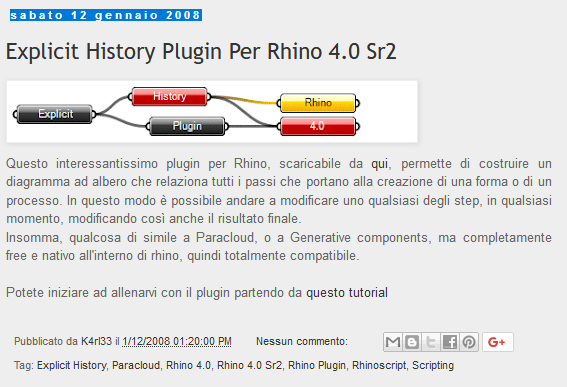 sabato 12 gennaio 2008
Explicit History Plugin Per Rhino 4.0 Sr2
History
Rhino
Explicit
Plugin
4.0
Questo interessantissimo plugin per Rhino, scaricabile da qui, permette di costruire un
diagramma ad albero che relaziona tutti i passi che portano alla creazione di una forma o di un
processo. In questo modo è possibile andare a modificare uno qualsiasi degli step, in qualsiasi
momento, modificando così anche il risultato finale.
Insomma, qualcosa di simile a Paracloud, o a Generative components, ma completamente
free e nativo all'interno di rhino, quindi totalmente compatibile.
Potete iniziare ad allenarvi con il plugin partendo da questo tutorial
Pubblicato da K4rl33 il 1/12/2008 01:20:00 PM Nessun commento:
G+
Tag: Explicit History, Paracloud, Rhino 4.0, Rhino 4.0 Sr2, Rhino Plugin, Rhinoscript, Scripting